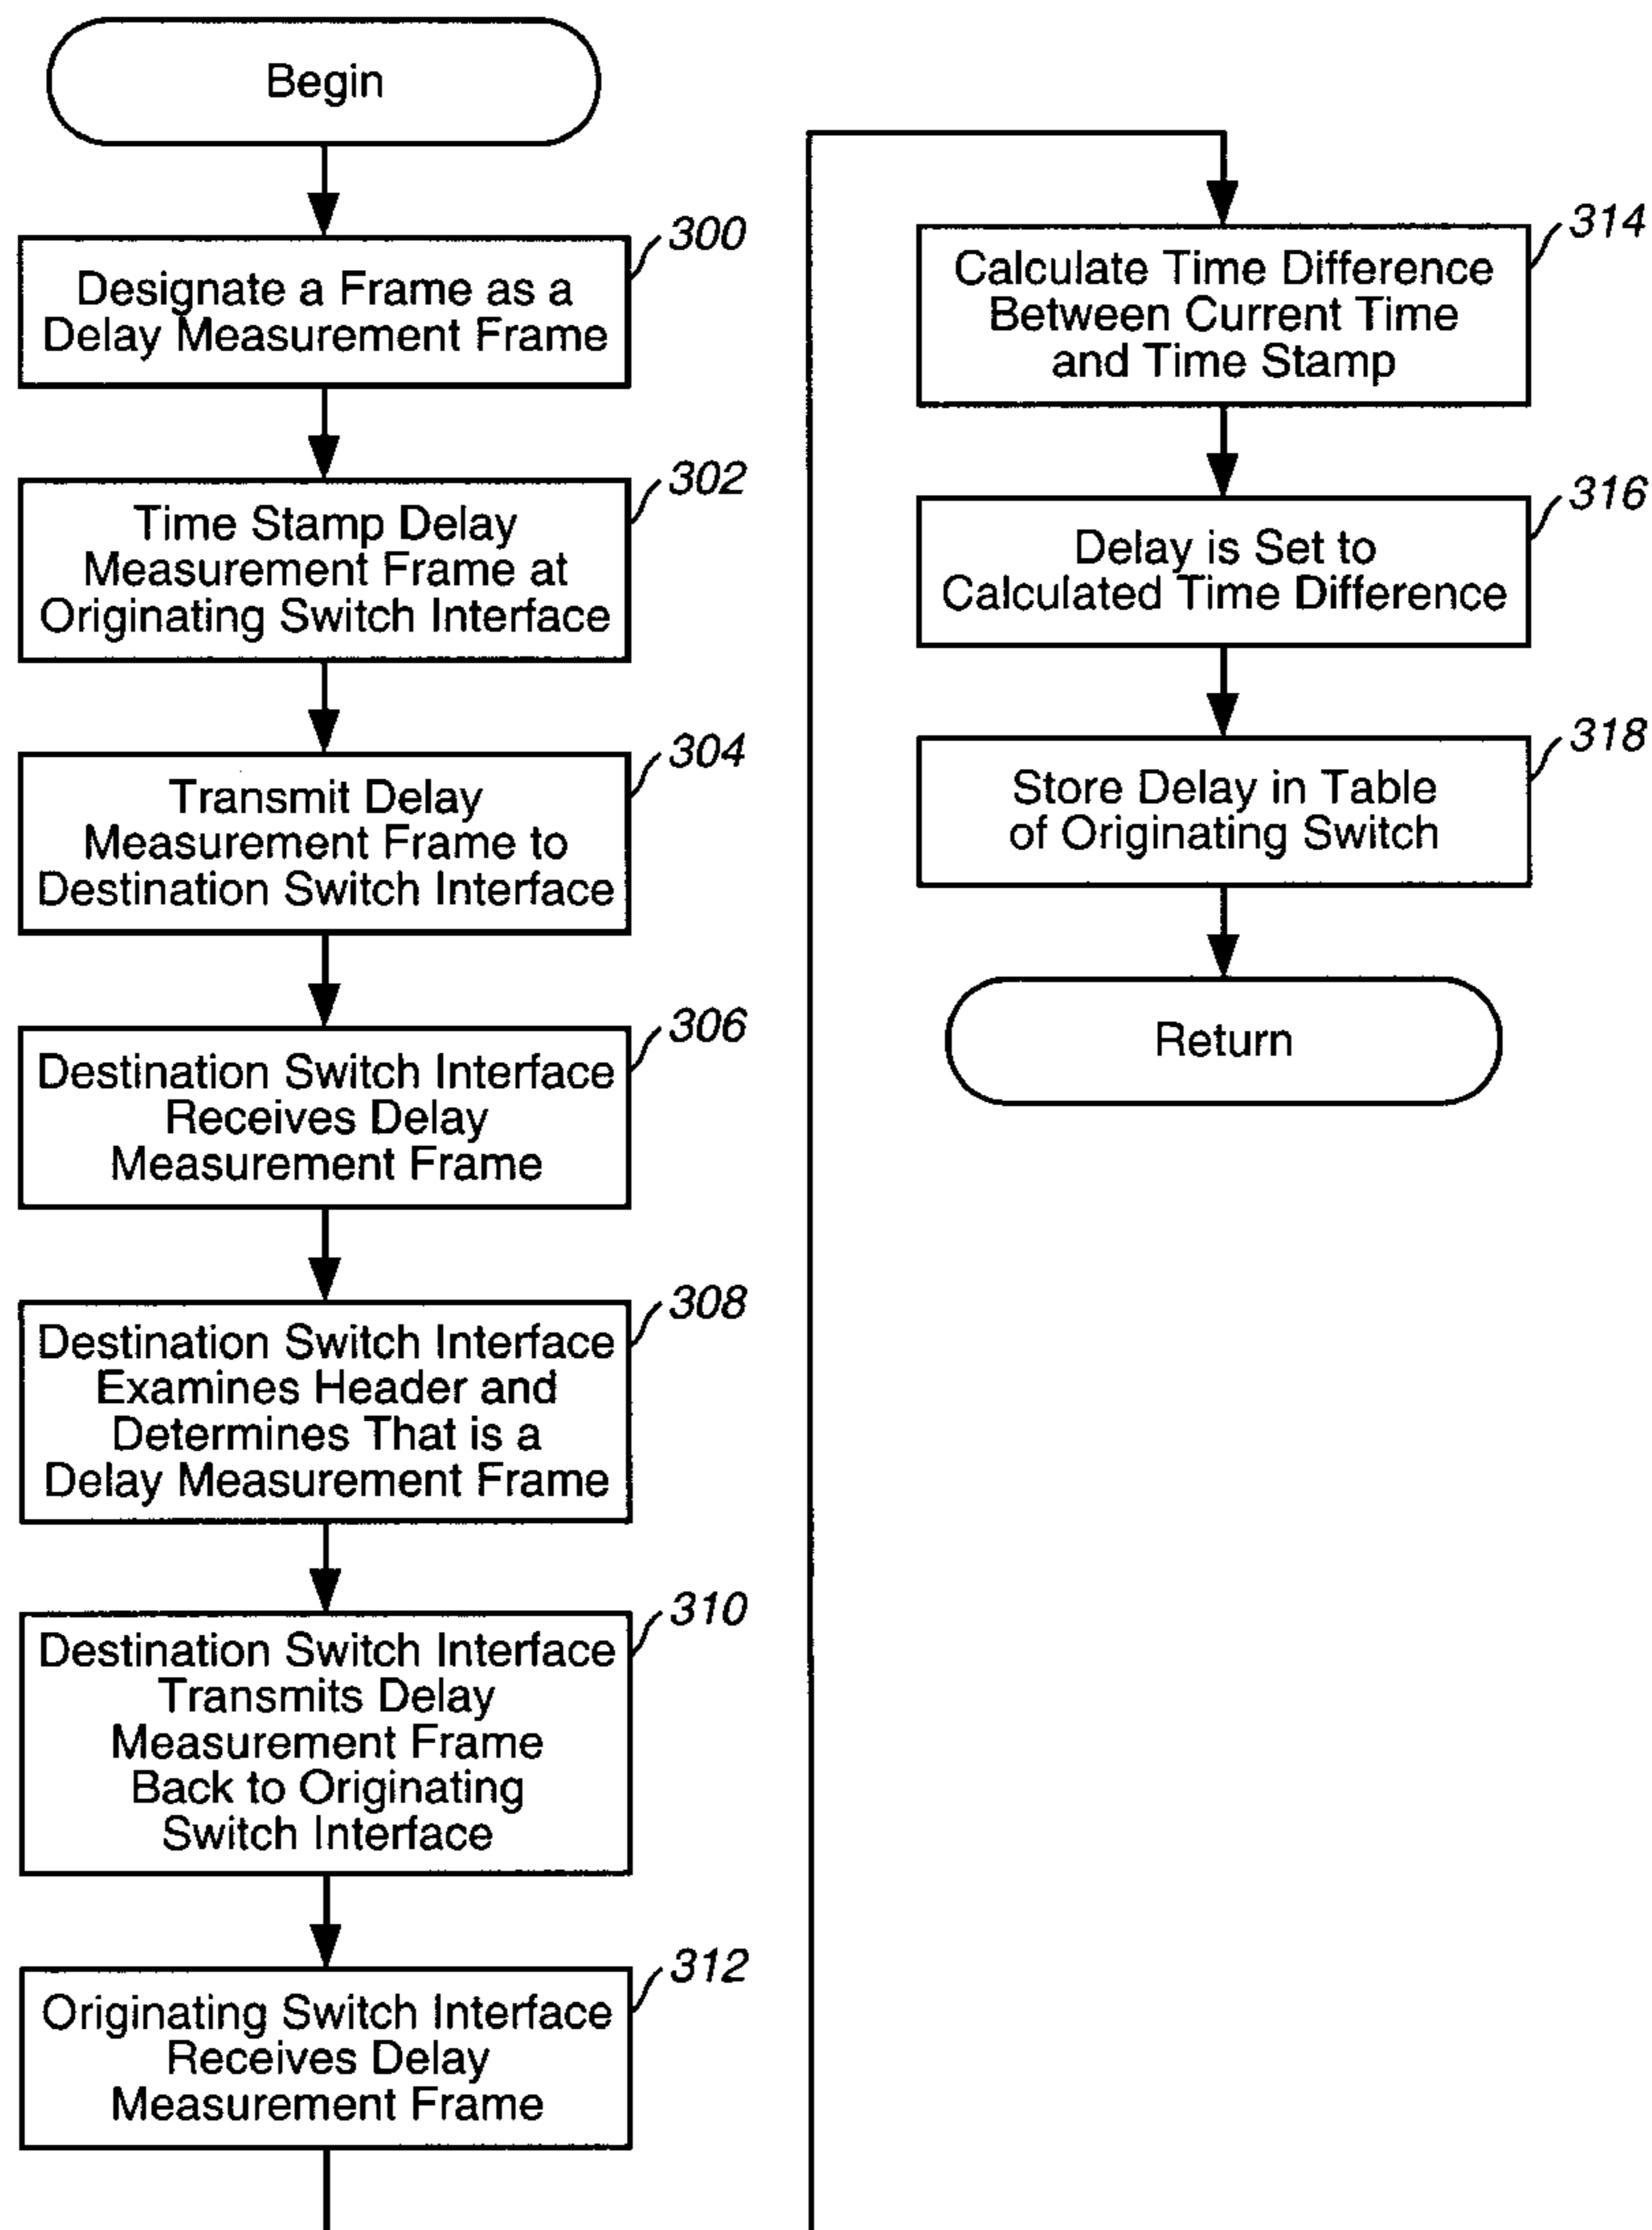 Begin
300
Designate a Frame as a
Delay Measurement Frame
302
Time Stamp Delay
Measurement Frame at
Originating Switch Interface
304
Transmit Delay
Measurement Frame to
Destination Switch Interface
306
Destination Switch Interface
Receives Delay
Measurement Frame
308
Destination Switch Interface
Examines Header and
Determines That is a
Delay Measurement Frame
310
Destination Switch Interface
Transmits Delay
Measurement Frame
Back to Originating
Switch Interface
312
Originating Switch Interface
Receives Delay
Measurement Frame
314
Calculate Time Difference
Between Current Time
and Time Stamp
316
Delay is Set to
Calculated Time Difference
318
Store Delay in Table
of Originating Switch
Return